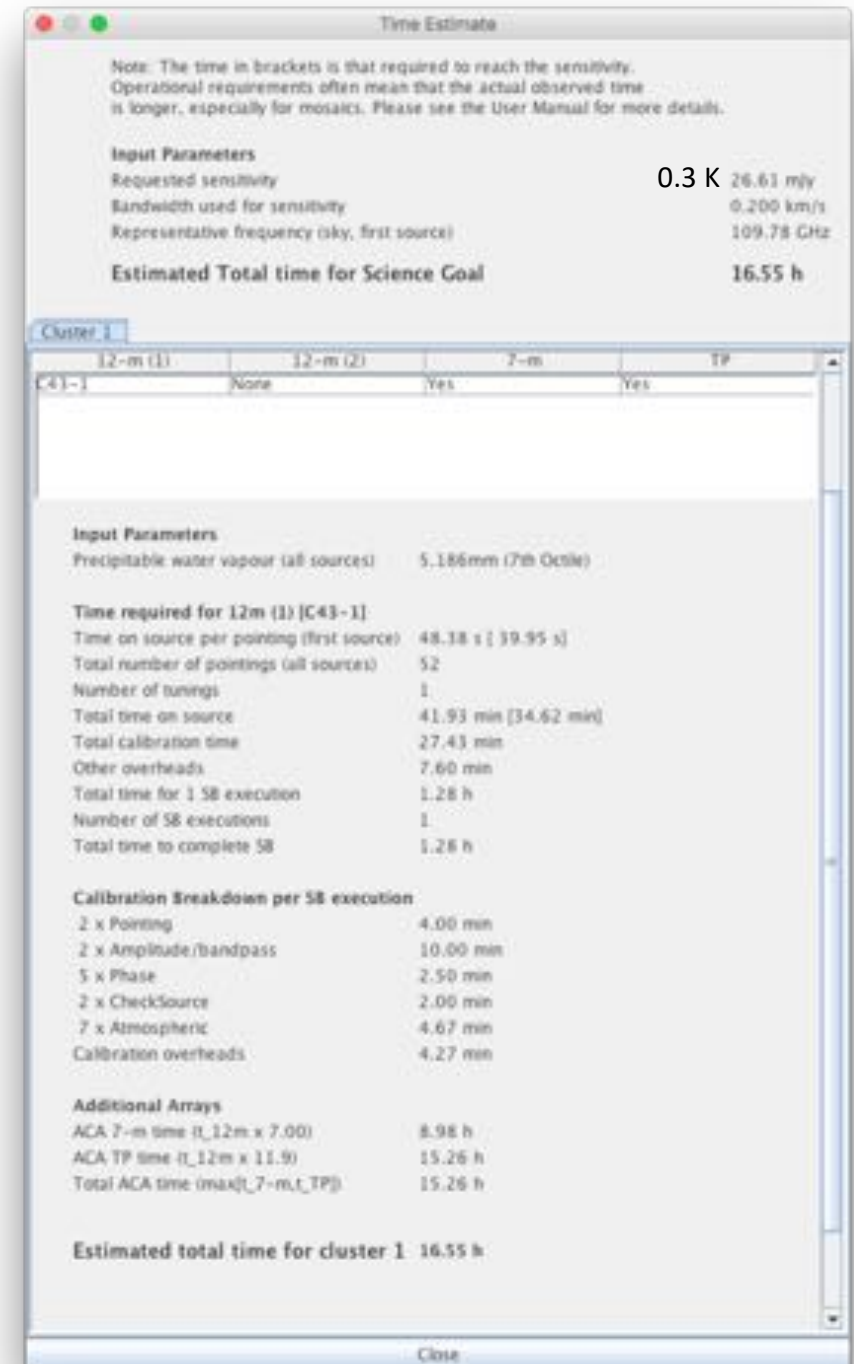 Time Estimate
Note: The time in brackets is that required to reach the sensitivity.
Operational requirements often mean that the actual observed time
is longer, especially for mosaics. Please see the User Manual for more details.
Input Parameters
Requested sensitivity 0.3 K 26.61 mJy
Bandwidth used for sensitivity 0.200 km/s
Representative frequency (sky, first source) 109.78 GHz
Estimated Total time for Science Goal 16.55 h
Cluster 1
12-m (1) 12-m (2) 7-m TP
C43-1 None Yes Yes
Input Parameters
Precipitable water vapour (all sources) 5.186mm (7th Octile)
Time required for 12m (1) [C43-1]
Time on source per pointing (first source) 48.38 s [ 39.95 s]
Total number of pointings (all sources) 52
Number of tunings 1
Total time on source 41.93 min [34.62 min]
Total calibration time 27.43 min
Other overheads 7.60 min
Total time for 1 SB execution 1.28 h
Number of SB executions 1
Total time to complete SB 1.28 h
Calibration Breakdown per SB execution
2 x Pointing 4.00 min
2 x Amplitude/bandpass 10.00 min
5 x Phase 2.50 min
2 x CheckSource 2.00 min
7 x Atmospheric 4.67 min
Calibration overheads 4.27 min
Additional Arrays
ACA 7-m time (t_12m x 7.00) 8.98 h
ACA TP time (t_12m x 11.9) 15.26 h
Total ACA time (max[t_7-m,t_TP]) 15.26 h
Estimated total time for cluster 1 16.55 h
Close